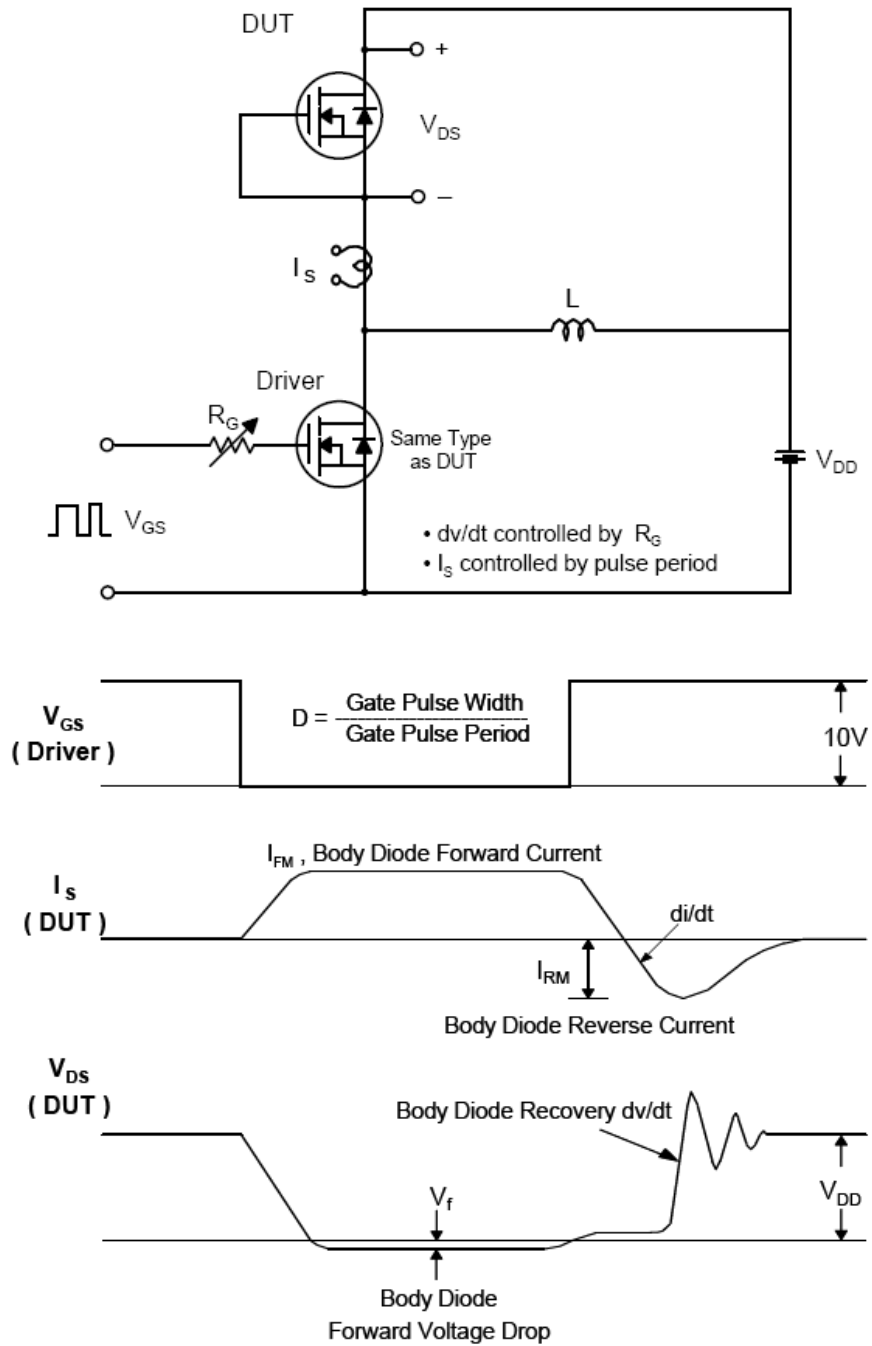 DUT
+
V_DS
–
I_S
L
Driver
R_G
Same Type
as DUT
V_DD
V_GS
• dv/dt controlled by R_G
• I_S controlled by pulse period
V_GS
( Driver )
D = Gate Pulse Width
Gate Pulse Period
10V
I_FM , Body Diode Forward Current
I_S
( DUT )
di/dt
I_RM
Body Diode Reverse Current
V_DS
( DUT )
Body Diode Recovery dv/dt
V_f
V_DD
Body Diode
Forward Voltage Drop